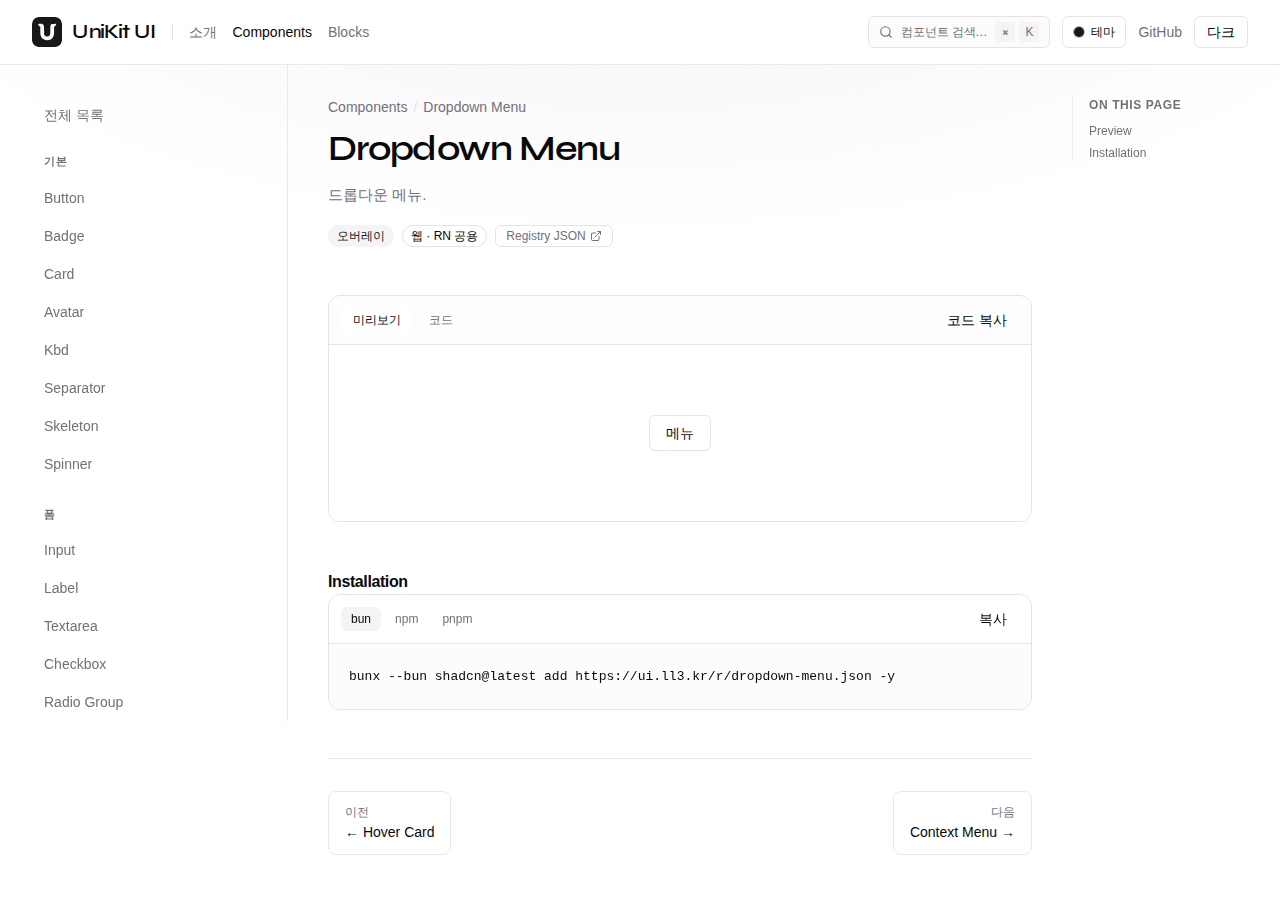 UniKit UI
소개
Components
Blocks
컴포넌트 검색...
⌘
K
테마
GitHub
다크
전체 목록
기본
Button
Badge
Card
Avatar
Kbd
Separator
Skeleton
Spinner
폼
Input
Label
Textarea
Checkbox
Radio Group
Components / Dropdown Menu
Dropdown Menu
드롭다운 메뉴.
오버레이
웹 · RN 공용
Registry JSON
미리보기
코드
코드 복사
메뉴
Installation
bun
npm
pnpm
복사
bunx --bun shadcn@latest add https://ui.ll3.kr/r/dropdown-menu.json -y
이전
← Hover Card
다음
Context Menu →
ON THIS PAGE
Preview
Installation